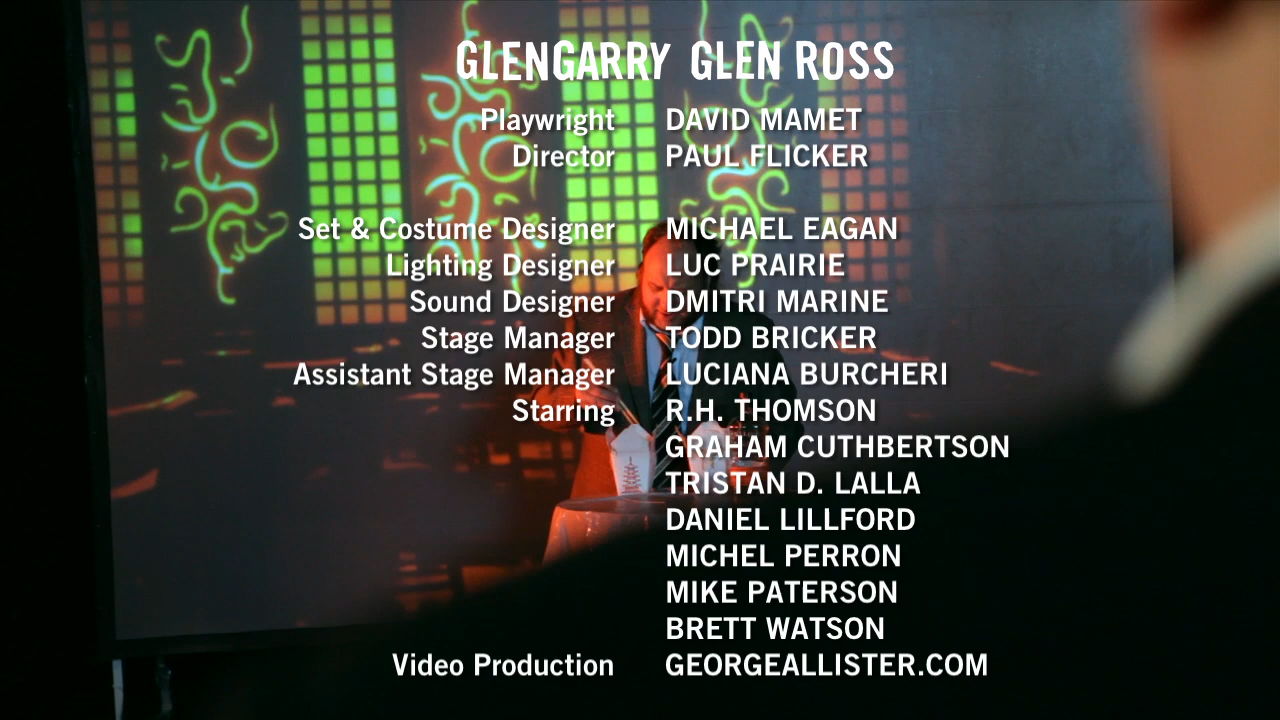 GLENGARRY GLEN ROSS
Playwright DAVID MAMET
Director PAUL FLICKER
Set & Costume Designer MICHAEL EAGAN
Lighting Designer LUC PRAIRIE
Sound Designer DMITRI MARINE
Stage Manager TODD BRICKER
Assistant Stage Manager LUCIANA BURCHERI
Starring R.H. THOMSON
GRAHAM CUTHBERTSON
TRISTAN D. LALLA
DANIEL LILLFORD
MICHEL PERRON
MIKE PATERSON
BRETT WATSON
Video Production GEORGEALLISTER.COM